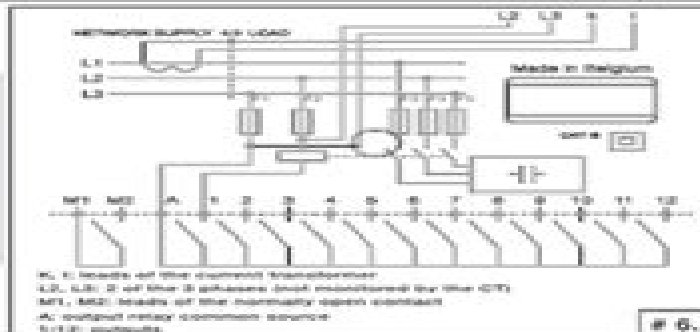 L2 L3 k l
NETWORK SUPPLY LOAD
L1
L2
L3
Made in Belgium
M1 M2 A 1 2 3 4 5 6 7 8 9 10 11 12
K, l: leads of the current transformer
L2, L3: 2 of the 3 phases (not monitored by the CT)
M1, M2: leads of the normally open contact
A: output relay common source
1-12: outputs
# 6.